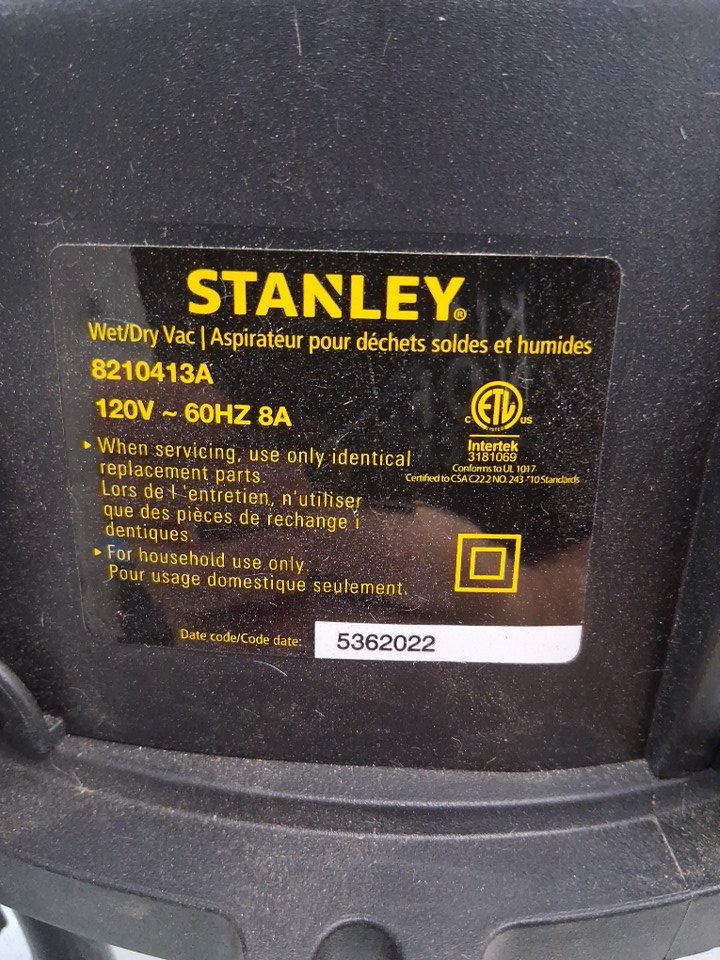 STANLEY®
Wet/Dry Vac | Aspirateur pour déchets soldes et humides
8210413A
120V ~ 60HZ 8A
C ETL US
LISTED
Intertek
3181069
Conforms to UL 1017
Certified to CSA C22.2 NO. 243 -10 Standards
▸ When servicing, use only identical
replacement parts.
Lors de l 'entretien, n'utiliser
que des pièces de rechange i
dentiques.
▸ For household use only.
Pour usage domestique seulement.
Date code/Code date: 5362022